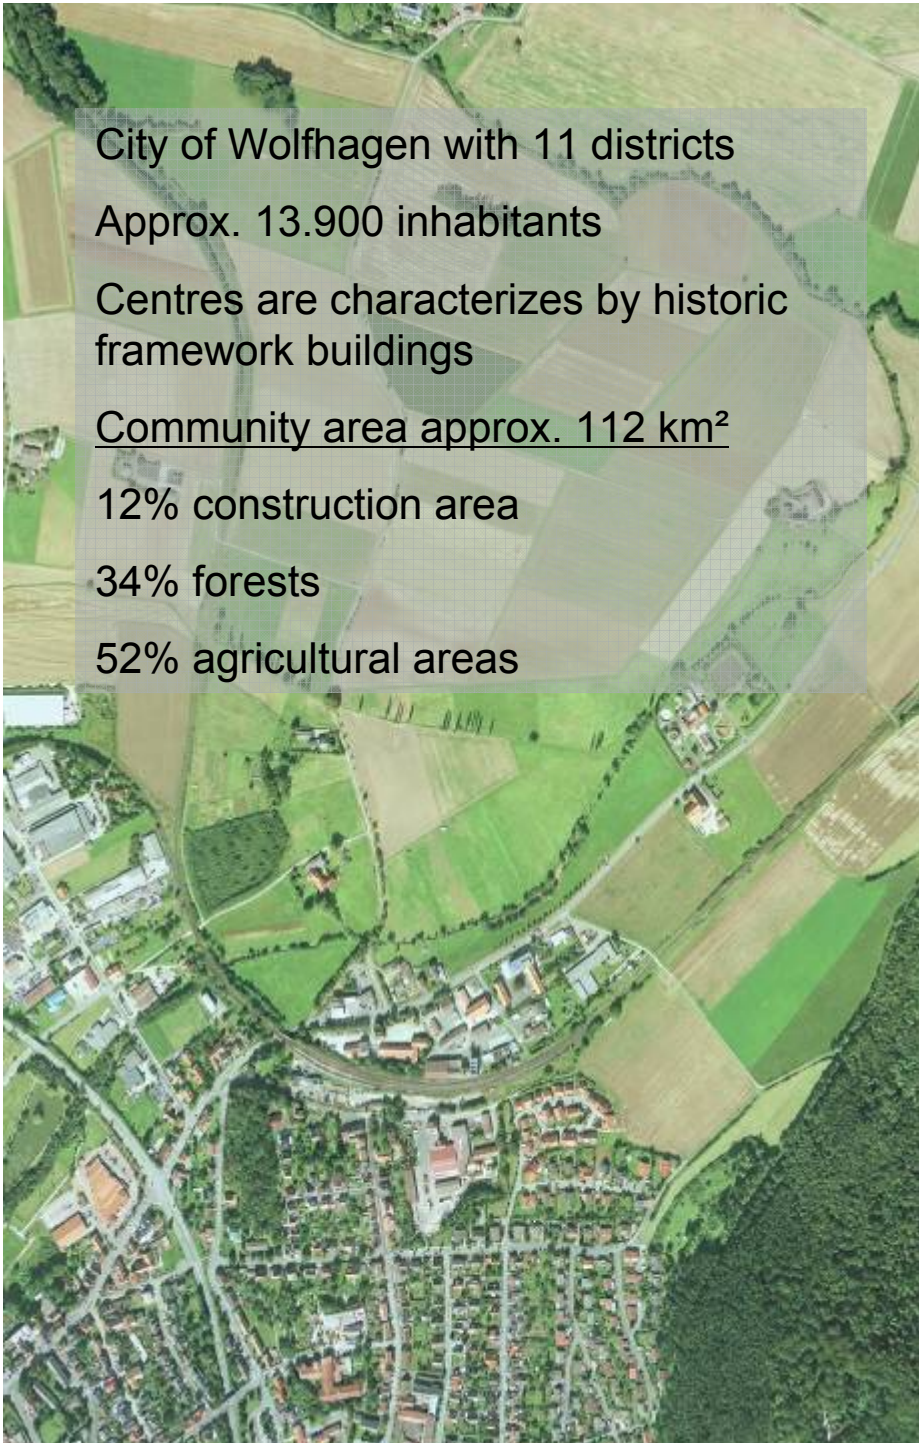 City of Wolfhagen with 11 districts
Approx. 13.900 inhabitants
Centres are characterizes by historic
framework buildings
Community area approx. 112 km²
12% construction area
34% forests
52% agricultural areas